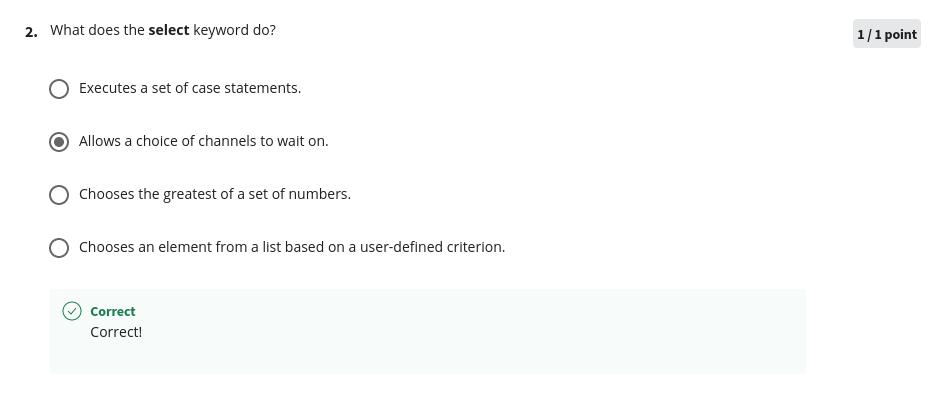 2. What does the select keyword do?
1 / 1 point
Executes a set of case statements.
Allows a choice of channels to wait on.
Chooses the greatest of a set of numbers.
Chooses an element from a list based on a user-defined criterion.
Correct
Correct!